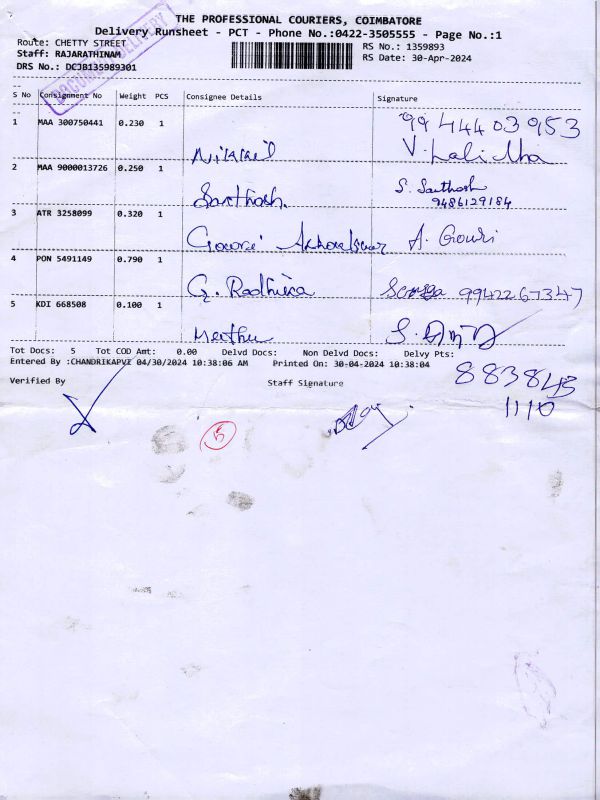 THE PROFESSIONAL COURIERS, COIMBATORE
Delivery Runsheet - PCT - Phone No.:0422-3505555 - Page No.:1
Route: CHETTY STREET
RS No.: 1359893
Staff: RAJARATHINAM
RS Date: 30-Apr-2024
DRS No.: DCJB135989301
DOCUMENT DELIVERY
S No Consignment No Weight PCS Consignee Details Signature
1 MAA 300750441 0.230 1 9944403953
V. Lalitha
2 MAA 9000013726 0.250 1 Santhosh. S. Santhosh
9486129184
3 ATR 3258099 0.320 1 Gowri A. Gouri
4 PON 5491149 0.790 1 G. Radhika 9942267347
5 KDI 668508 0.100 1
Tot Docs: 5 Tot COD Amt: 0.00 Delvd Docs: Non Delvd Docs: Delvy Pts:
Entered By :CHANDRIKAPVZ 04/30/2024 10:38:06 AM Printed On: 30-04-2024 10:38:04
Verified By Staff Signature
883843
1110
5